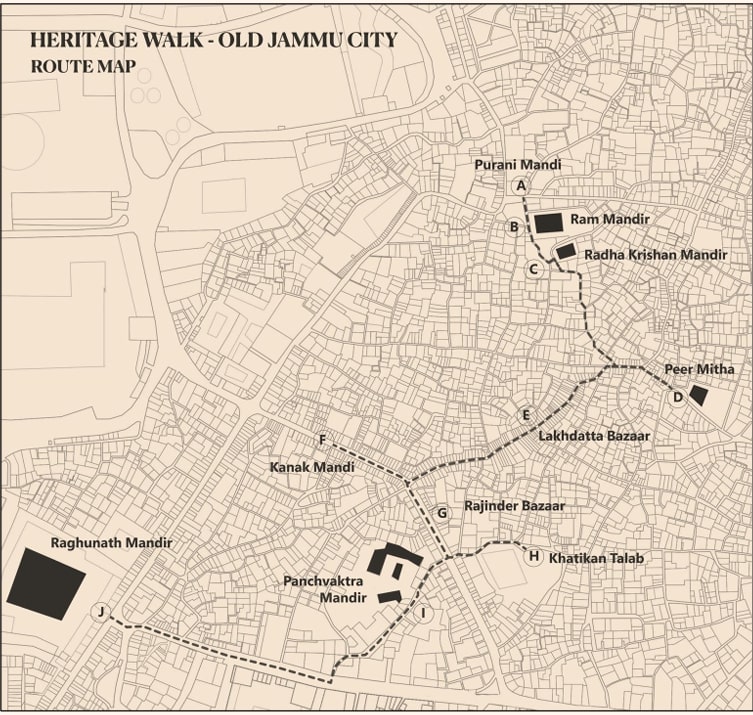 HERITAGE WALK - OLD JAMMU CITY
ROUTE MAP
Purani Mandi
A
B
Ram Mandir
Radha Krishan Mandir
C
Peer Mitha
D
E
Lakhdatta Bazaar
F
Kanak Mandi
G
Rajinder Bazaar
Raghunath Mandir
H
Khatikan Talab
Panchvaktra
Mandir
I
J